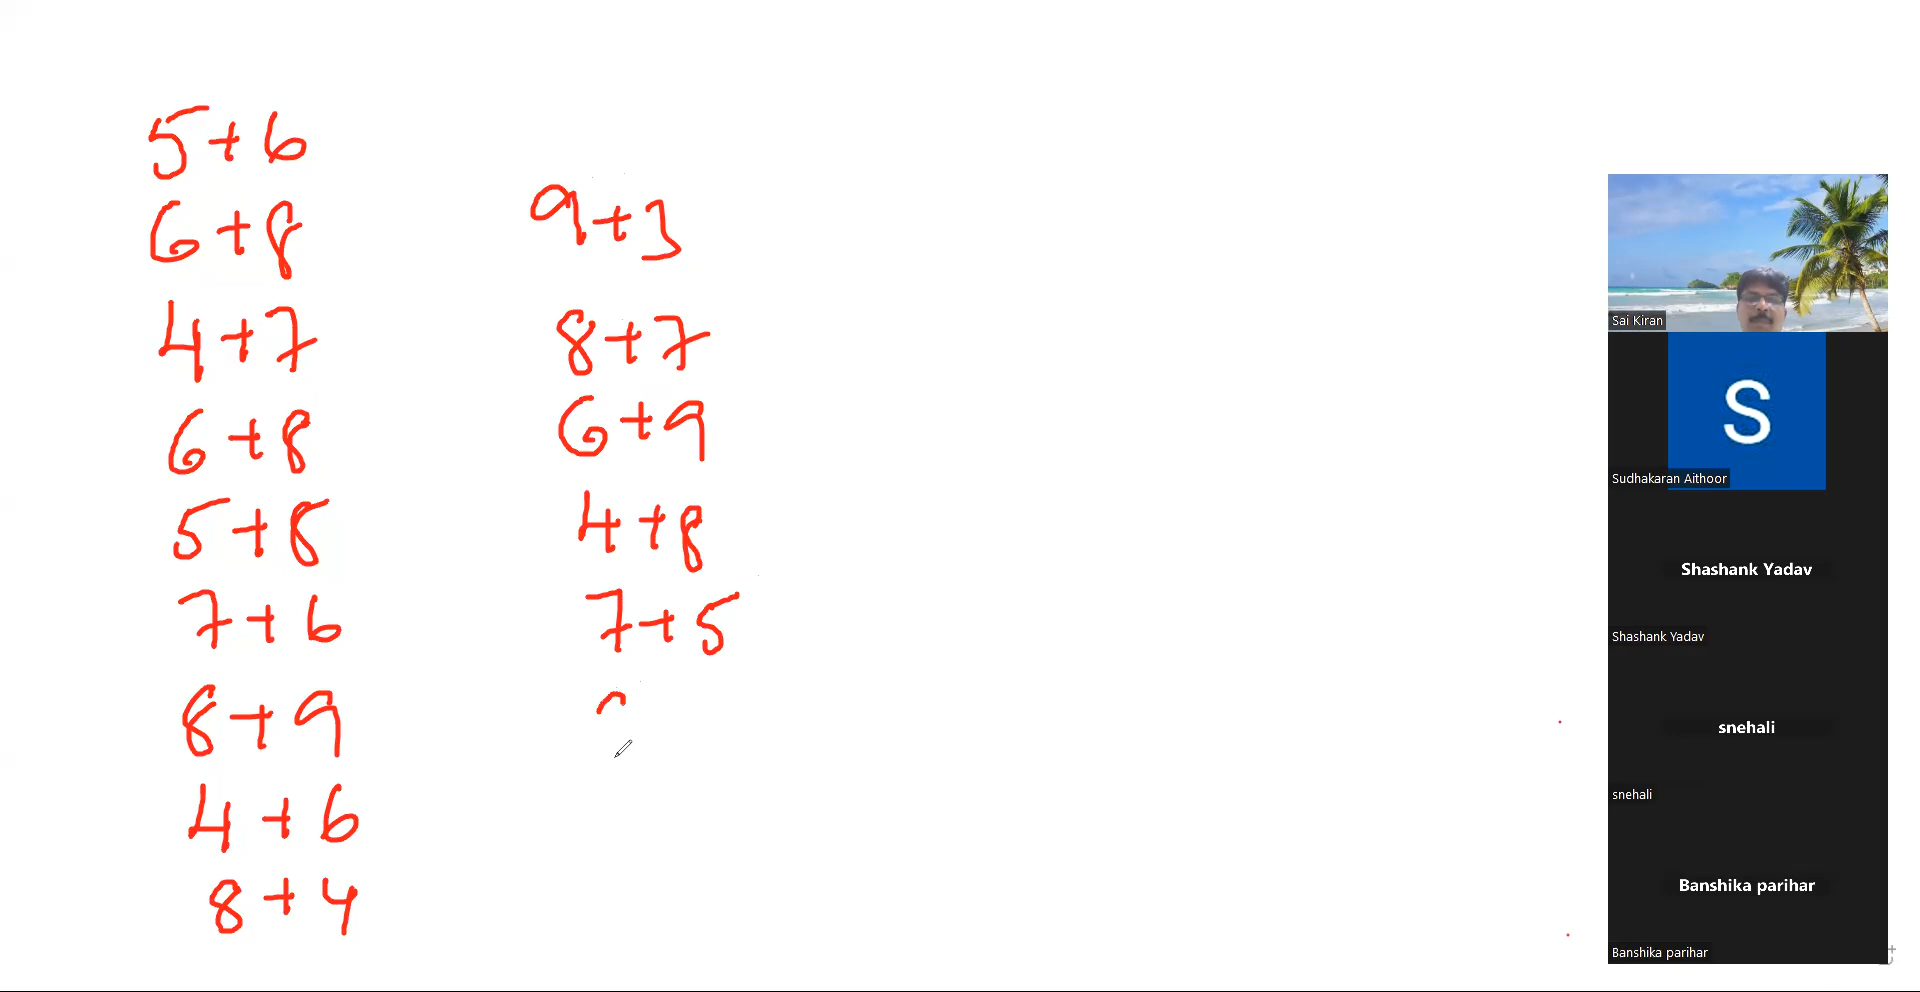 5+6
6+8
4+7
6+8
5+8
7+6
8+9
4+6
8+4
9+3
8+7
6+9
4+8
7+5
Sai Kiran
S
Sudhakaran Aithoor
Shashank Yadav
Shashank Yadav
snehali
snehali
Banshika parihar
Banshika parihar